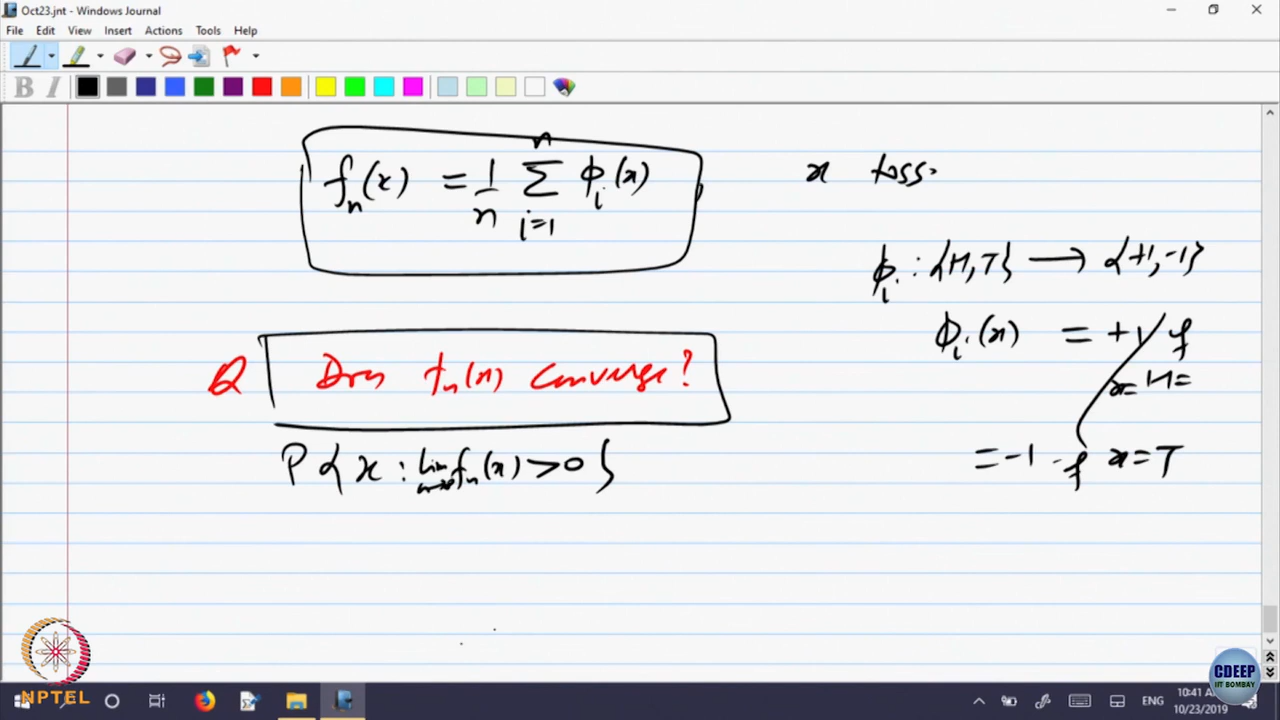 Oct23.jnt - Windows Journal
File Edit View Insert Actions Tools Help
B I
f_n(x) = 1/n Σ_{i=1}^{n} ϕ_i(x)
x toss.
ϕ_i : {H,T} → {+1,-1}
ϕ_i(x) = +1 if
x=H=
= -1 if x=T
Q Does f_n(x) converge?
P{x : lim_{n→∞} f_n(x) > 0}
NPTEL
CDEEP
IIT BOMBAY
ENG
10:41 A
10/23/2019